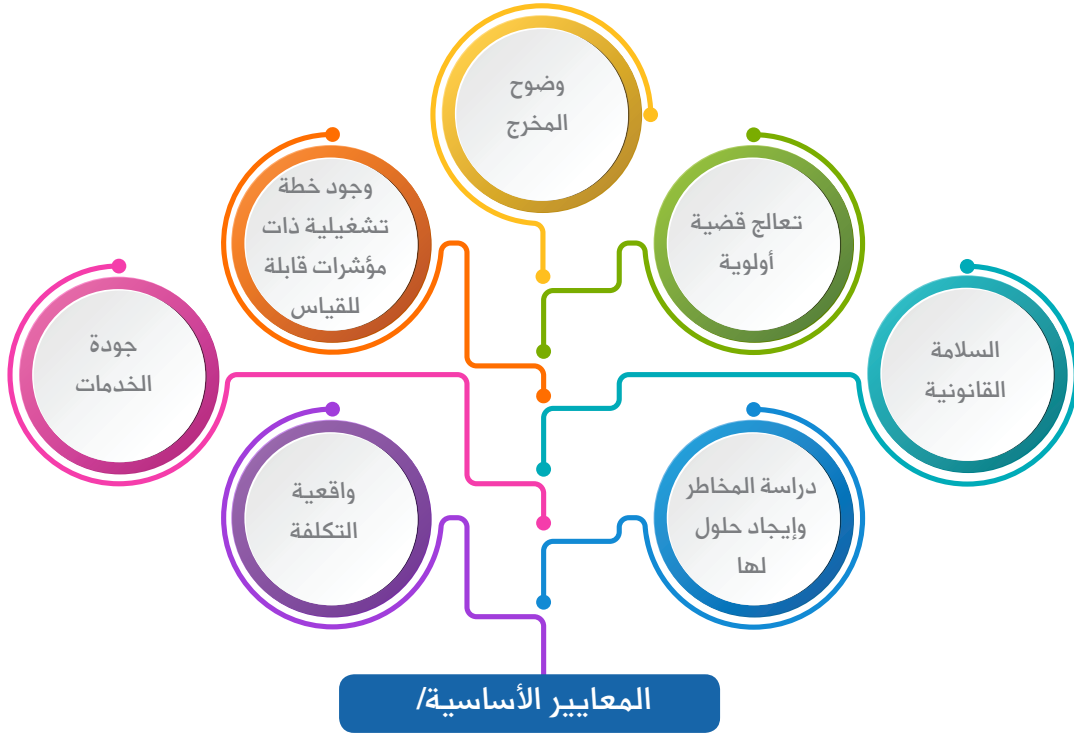 وضوح
المخرج
تعالج قضية
أولوية
وجود خطة
تشغيلية ذات
مؤشرات قابلة
للقياس
السلامة
القانونية
جودة
الخدمات
دراسة المخاطر
وإيجاد حلول
لها
واقعية
التكلفة
المعايير الأساسية/